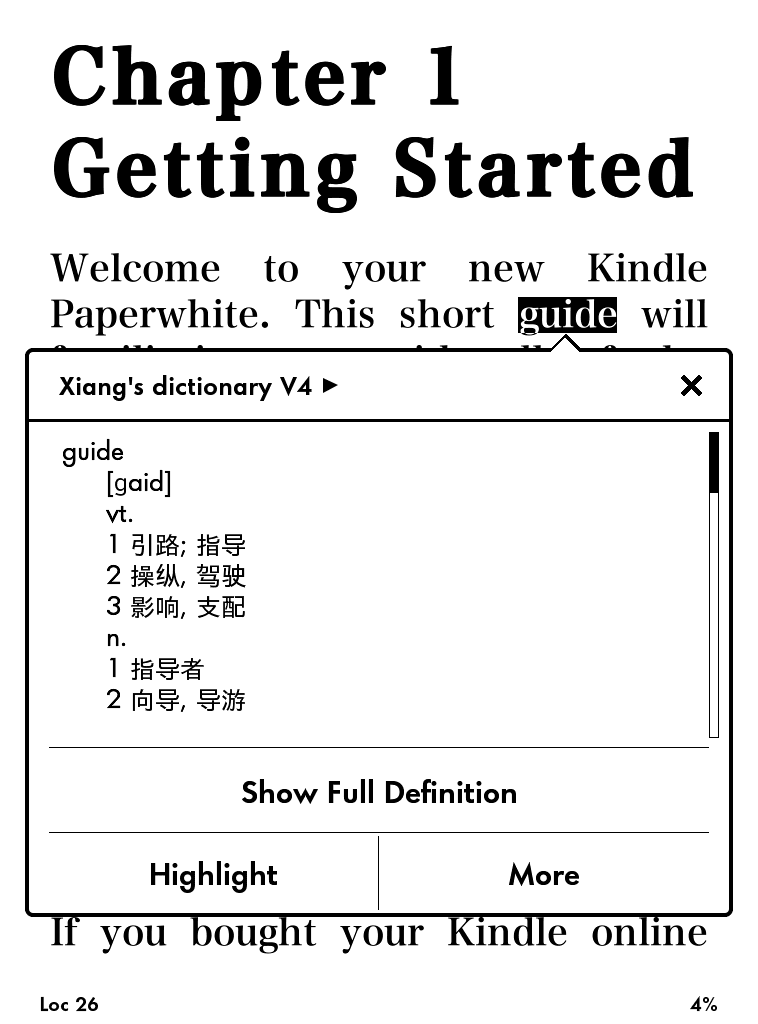 Chapter 1
Getting Started
Welcome to your new Kindle
Paperwhite. This short guide will
Xiang's dictionary V4 ▶
guide
[gaid]
vt.
1 引路; 指导
2 操纵, 驾驶
3 影响, 支配
n.
1 指导者
2 向导, 导游
Show Full Definition
Highlight More
If you bought your Kindle online
Loc 26 4%